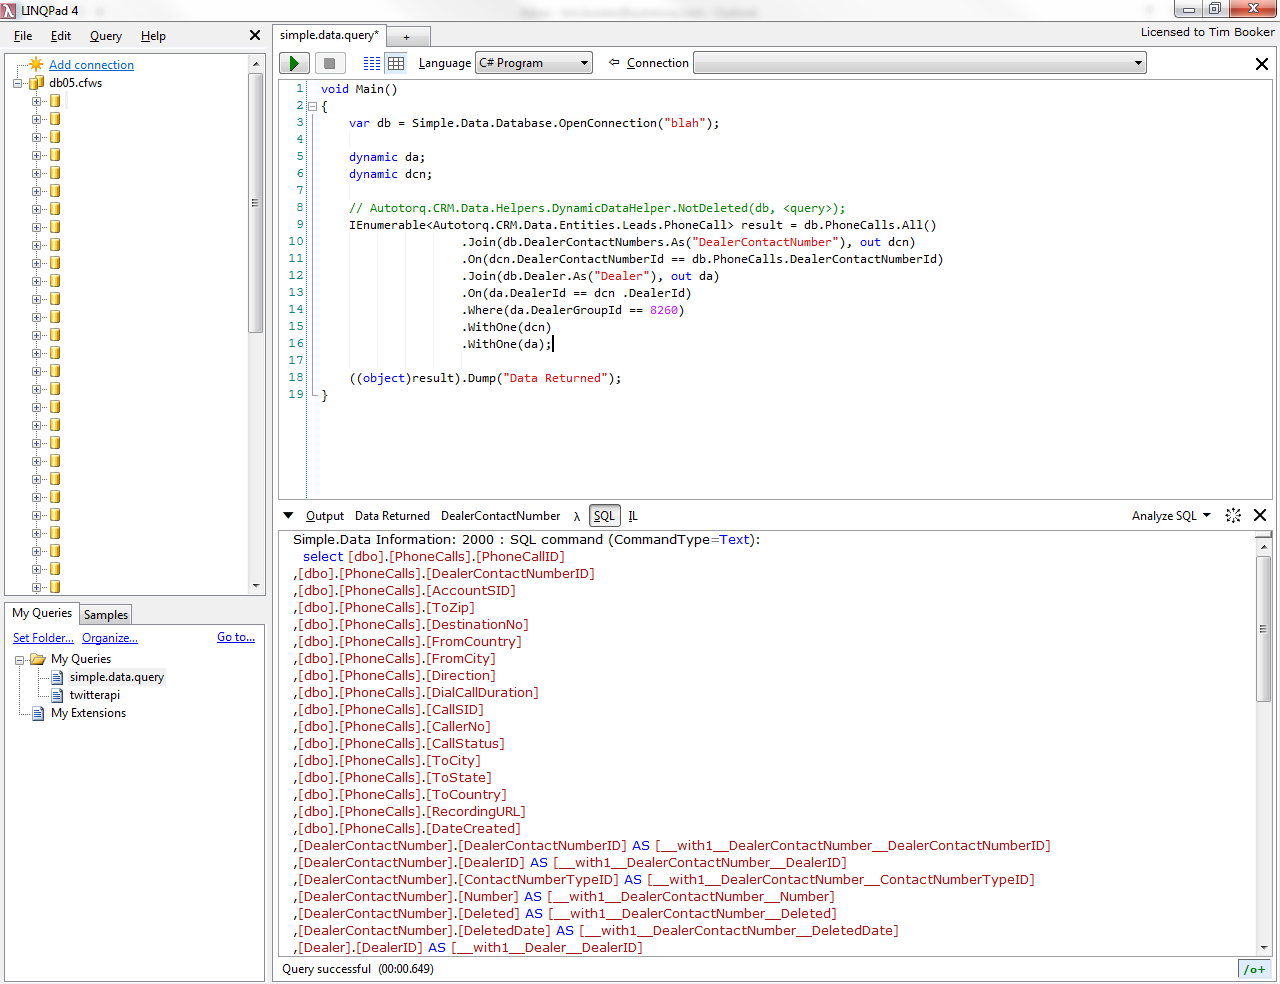 LINQPad 4
File Edit Query Help
Licensed to Tim Booker
Add connection
db05.cfws
My Queries Samples
Set Folder... Organize... Go to...
My Queries
simple.data.query
twitterapi
My Extensions
simple.data.query* +
Language C# Program Connection
1 void Main()
2 {
3 var db = Simple.Data.Database.OpenConnection("blah");
4
5 dynamic da;
6 dynamic dcn;
7
8 // Autotorq.CRM.Data.Helpers.DynamicDataHelper.NotDeleted(db, <query>);
9 IEnumerable<Autotorq.CRM.Data.Entities.Leads.PhoneCall> result = db.PhoneCalls.All()
10 .Join(db.DealerContactNumbers.As("DealerContactNumber"), out dcn)
11 .On(dcn.DealerContactNumberId == db.PhoneCalls.DealerContactNumberId)
12 .Join(db.Dealer.As("Dealer"), out da)
13 .On(da.DealerId == dcn .DealerId)
14 .Where(da.DealerGroupId == 8260)
15 .WithOne(dcn)
16 .WithOne(da);
17
18 ((object)result).Dump("Data Returned");
19 }
Output Data Returned DealerContactNumber λ SQL IL Analyze SQL
Simple.Data Information: 2000 : SQL command (CommandType=Text):
select [dbo].[PhoneCalls].[PhoneCallID]
,[dbo].[PhoneCalls].[DealerContactNumberID]
,[dbo].[PhoneCalls].[AccountSID]
,[dbo].[PhoneCalls].[ToZip]
,[dbo].[PhoneCalls].[DestinationNo]
,[dbo].[PhoneCalls].[FromCountry]
,[dbo].[PhoneCalls].[FromCity]
,[dbo].[PhoneCalls].[Direction]
,[dbo].[PhoneCalls].[DialCallDuration]
,[dbo].[PhoneCalls].[CallSID]
,[dbo].[PhoneCalls].[CallerNo]
,[dbo].[PhoneCalls].[CallStatus]
,[dbo].[PhoneCalls].[ToCity]
,[dbo].[PhoneCalls].[ToState]
,[dbo].[PhoneCalls].[ToCountry]
,[dbo].[PhoneCalls].[RecordingURL]
,[dbo].[PhoneCalls].[DateCreated]
,[DealerContactNumber].[DealerContactNumberID] AS [__with1__DealerContactNumber__DealerContactNumberID]
,[DealerContactNumber].[DealerID] AS [__with1__DealerContactNumber__DealerID]
,[DealerContactNumber].[ContactNumberTypeID] AS [__with1__DealerContactNumber__ContactNumberTypeID]
,[DealerContactNumber].[Number] AS [__with1__DealerContactNumber__Number]
,[DealerContactNumber].[Deleted] AS [__with1__DealerContactNumber__Deleted]
,[DealerContactNumber].[DeletedDate] AS [__with1__DealerContactNumber__DeletedDate]
,[Dealer].[DealerID] AS [__with1__Dealer__DealerID]
Query successful (00:00.649)
/o+